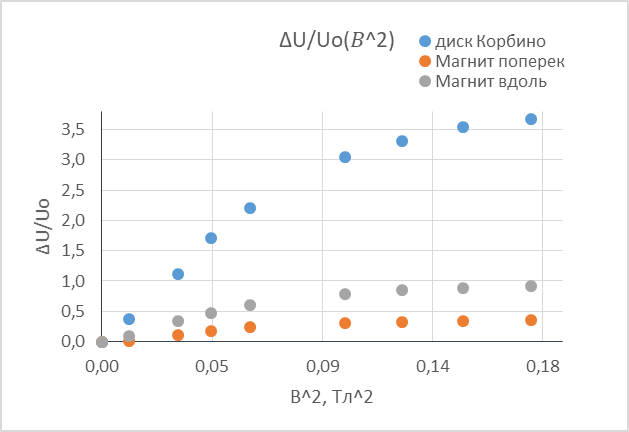 ΔU/Uo(B^2)
диск Корбино
Магнит поперек
Магнит вдоль
3,5
3,0
2,5
2,0
1,5
1,0
0,5
0,0
ΔU/Uo
0,00 0,05 0,09 0,14 0,18
B^2, Тл^2